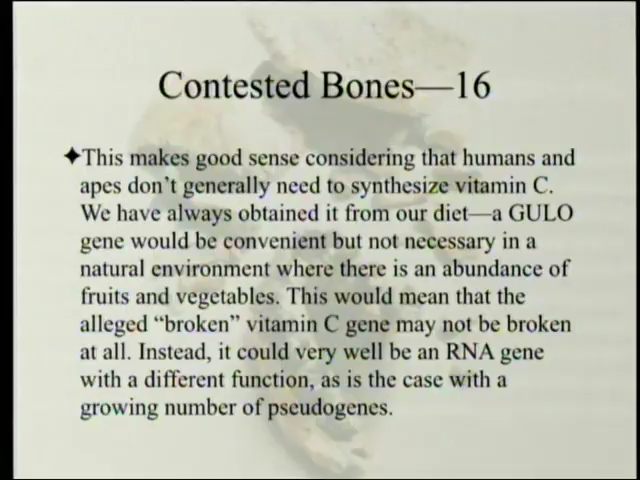 Contested Bones—16
✦This makes good sense considering that humans and
apes don't generally need to synthesize vitamin C.
We have always obtained it from our diet—a GULO
gene would be convenient but not necessary in a
natural environment where there is an abundance of
fruits and vegetables. This would mean that the
alleged “broken” vitamin C gene may not be broken
at all. Instead, it could very well be an RNA gene
with a different function, as is the case with a
growing number of pseudogenes.